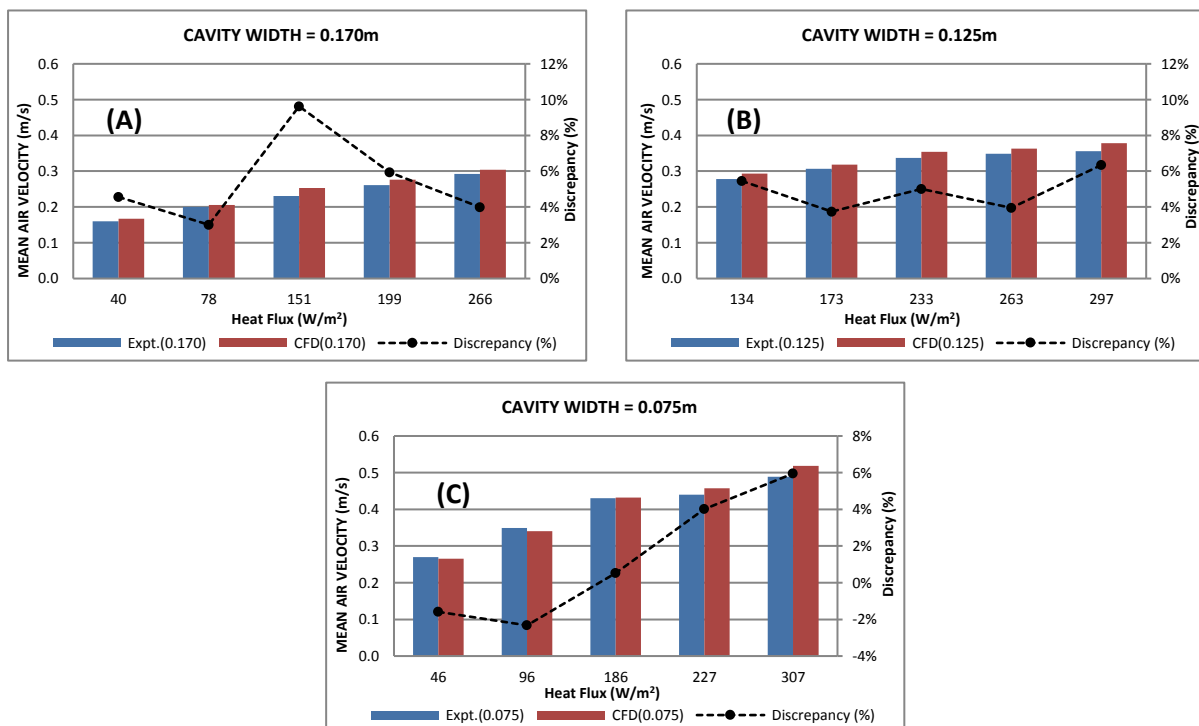 CAVITY WIDTH = 0.170m
(A)
MEAN AIR VELOCITY (m/s)
0.6
0.5
0.4
0.3
0.2
0.1
0.0
12%
10%
8%
6%
4%
2%
0%
Discrepancy (%)
40 78 151 199 266
Heat Flux (W/m²)
Expt.(0.170) CFD(0.170) Discrepancy (%)
CAVITY WIDTH = 0.125m
(B)
MEAN AIR VELOCITY (m/s)
0.6
0.5
0.4
0.3
0.2
0.1
0.0
12%
10%
8%
6%
4%
2%
0%
Discrepancy (%)
134 173 233 263 297
Heat Flux (W/m²)
Expt.(0.125) CFD(0.125) Discrepancy (%)
CAVITY WIDTH = 0.075m
(C)
MEAN AIR VELOCITY (m/s)
0.6
0.5
0.4
0.3
0.2
0.1
0.0
8%
6%
4%
2%
0%
-2%
-4%
Discrepancy (%)
46 96 186 227 307
Heat Flux (W/m²)
Expt.(0.075) CFD(0.075) Discrepancy (%)